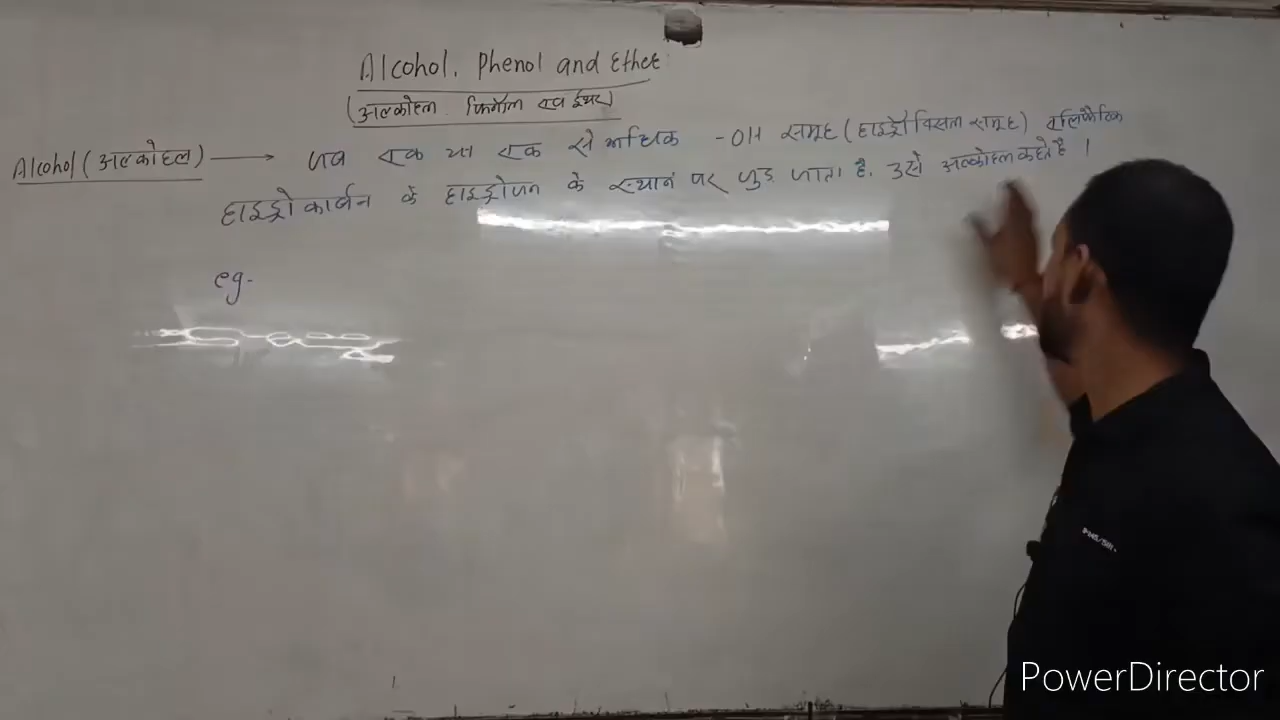 Alcohol, Phenol and Ether
(अल्कोहल फिनॉल एवं ईथर)
Alcohol (अल्कोहल) → जब एक या एक से अधिक -OH समूह (हाइड्रॉक्सिल समूह) एलिफैटिक
हाइड्रोकार्बन के हाइड्रोजन के स्थान पर जुड़ जाता है, उसे अल्कोहल कहते है ।
eg.
PowerDirector